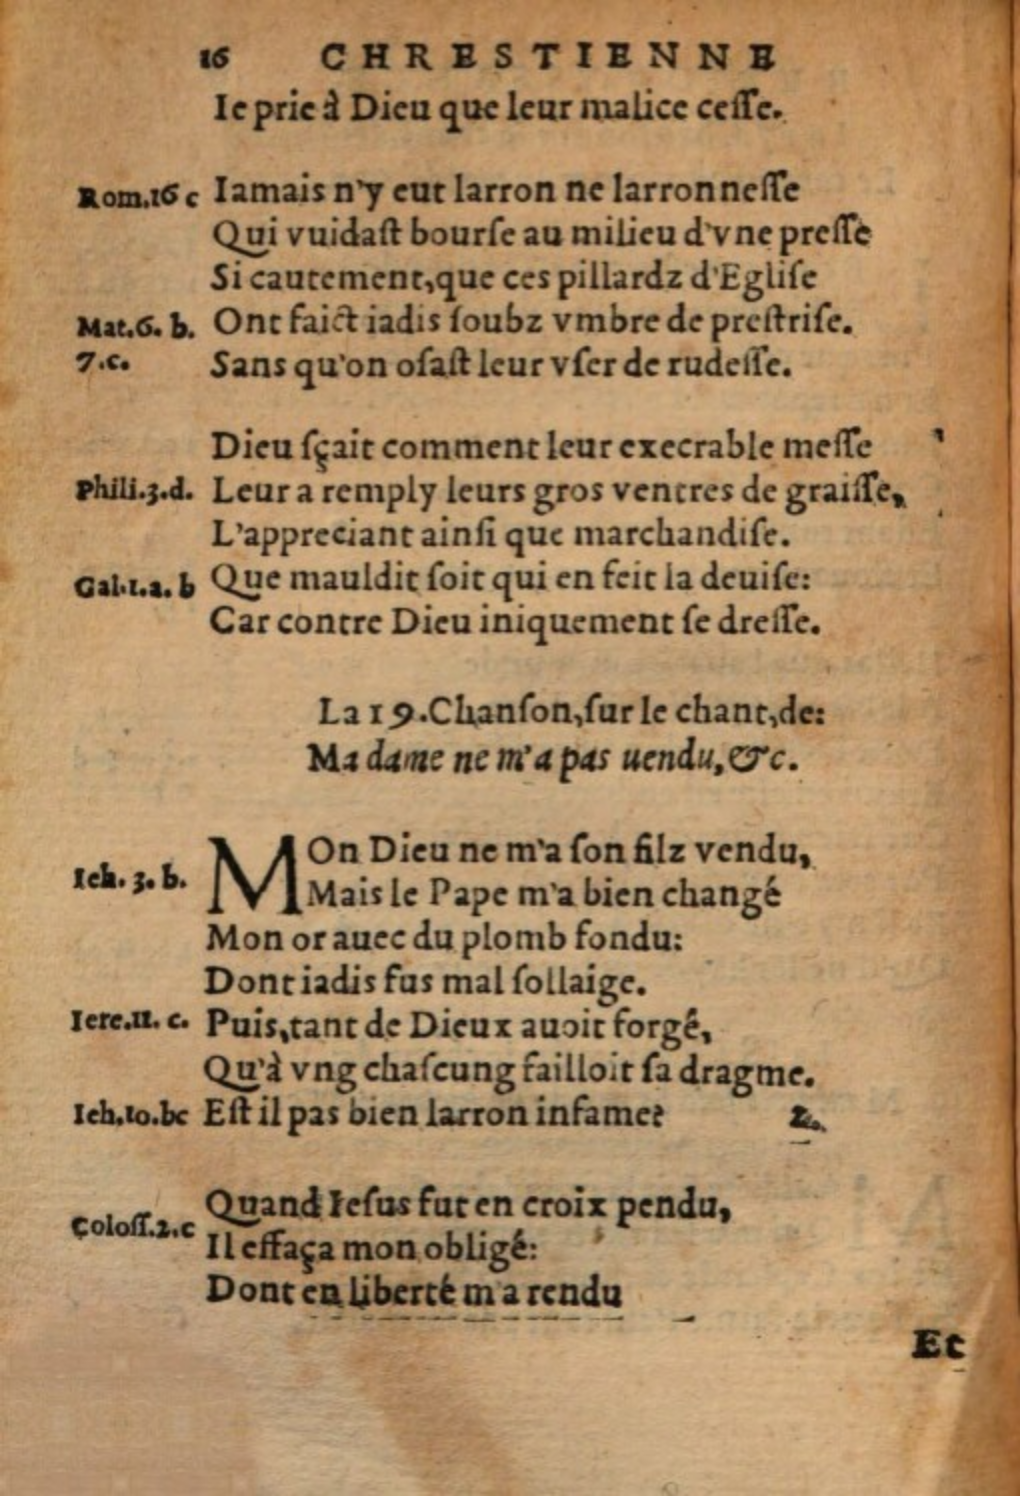 16 CHRESTIENNE
Ie prie à Dieu que leur malice ceſſe.
Rom.16 c Iamais n'y eut larron ne larronneſſe
Qui vuidaſt bourſe au milieu d'vne preſſe
Si cautement, que ces pillardz d'Egliſe
Mat.6. b. Ont faict iadis ſoubz vmbre de preſtriſe.
7.c. Sans qu'on oſaſt leur vſer de rudeſſe.
Dieu ſçait comment leur execrable meſſe
Phili.3.d. Leur a remply leurs gros ventres de graiſſe,
L'appreciant ainſi que marchandiſe.
Gal.1.a. b Que mauldit ſoit qui en feit la deuiſe:
Car contre Dieu iniquement ſe dreſſe.
La 19. Chanſon, ſur le chant, de:
Ma dame ne m'a pas uendu, &c.
Ieh. 3. b. MOn Dieu ne m'a ſon filz vendu,
Mais le Pape m'a bien changé
Mon or auec du plomb fondu:
Dont iadis fus mal ſollaige.
Iere.11. c. Puis, tant de Dieux auoit forgé,
Qu'à vng chaſcung failloit ſa dragme.
Ieh.10.bc Eſt il pas bien larron infame? 2.
Quand Ieſus fut en croix pendu,
Coloſſ.2.c Il effaça mon obligé:
Dont en liberté m'a rendu
Et